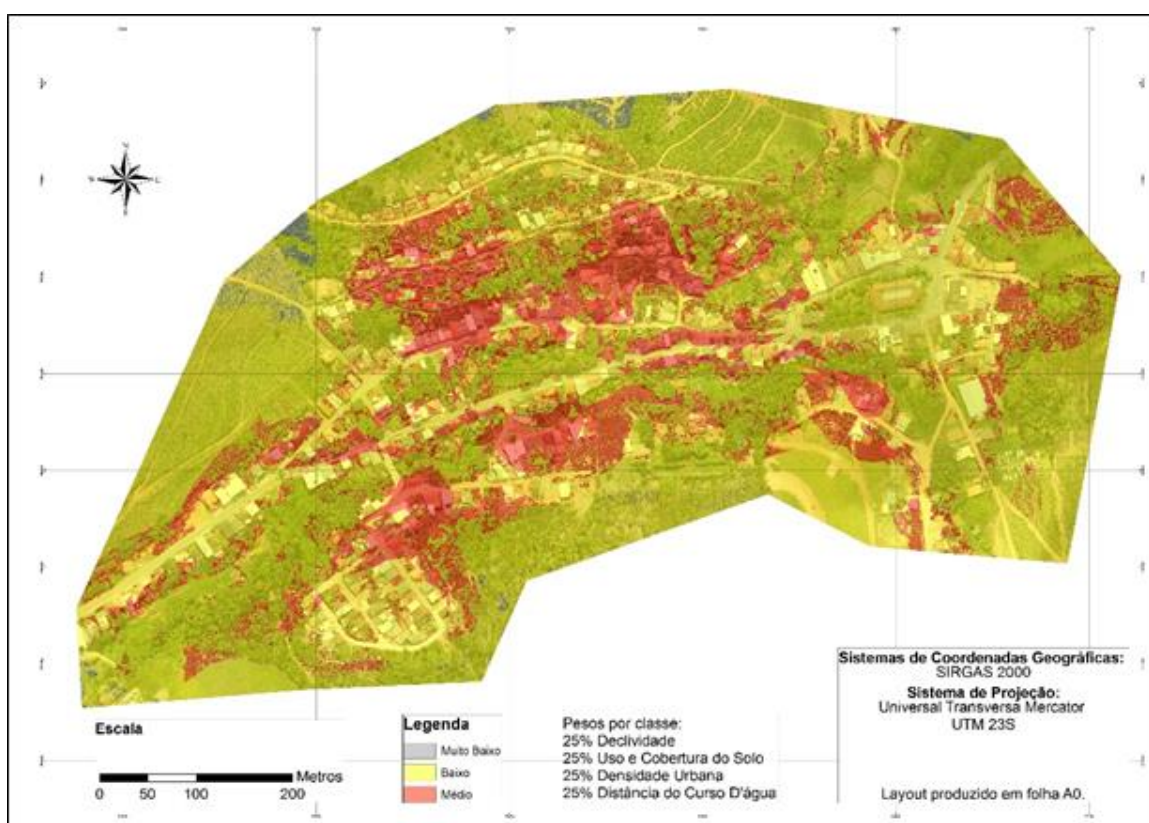 Sistemas de Coordenadas Geográficas:
SIRGAS 2000
Sistema de Projeção:
Universal Transversa Mercator
UTM 23S
Layout produzido em folha A0.
Escala
Metros
0 50 100 200
Legenda
Muito Baixo
Baixo
Médio
Pesos por classe:
25% Declividade
25% Uso e Cobertura do Solo
25% Densidade Urbana
25% Distância do Curso D'água